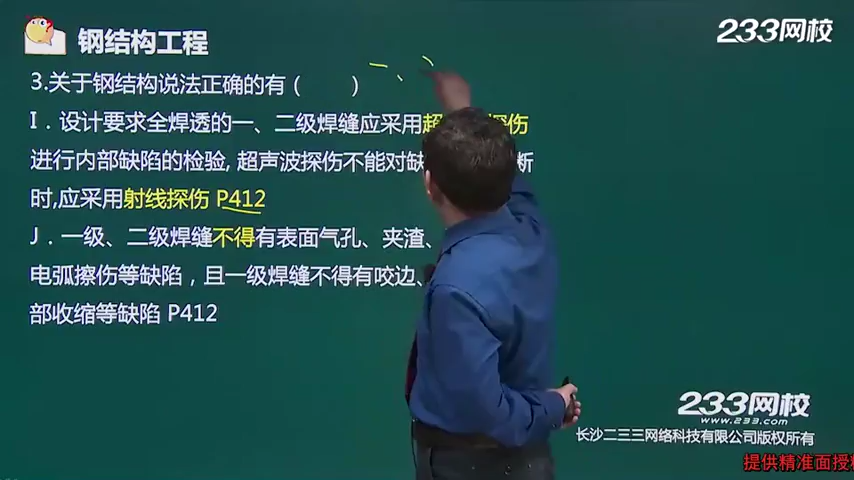 钢结构工程
233网校
3.关于钢结构说法正确的有（ ）
I．设计要求全焊透的一、二级焊缝应采用超 探伤
进行内部缺陷的检验, 超声波探伤不能对缺 断
时,应采用射线探伤 P412
J．一级、二级焊缝不得有表面气孔、夹渣、
电弧擦伤等缺陷，且一级焊缝不得有咬边、
部收缩等缺陷 P412
233网校
www.233.com
长沙二三三网络科技有限公司版权所有
提供精准面授